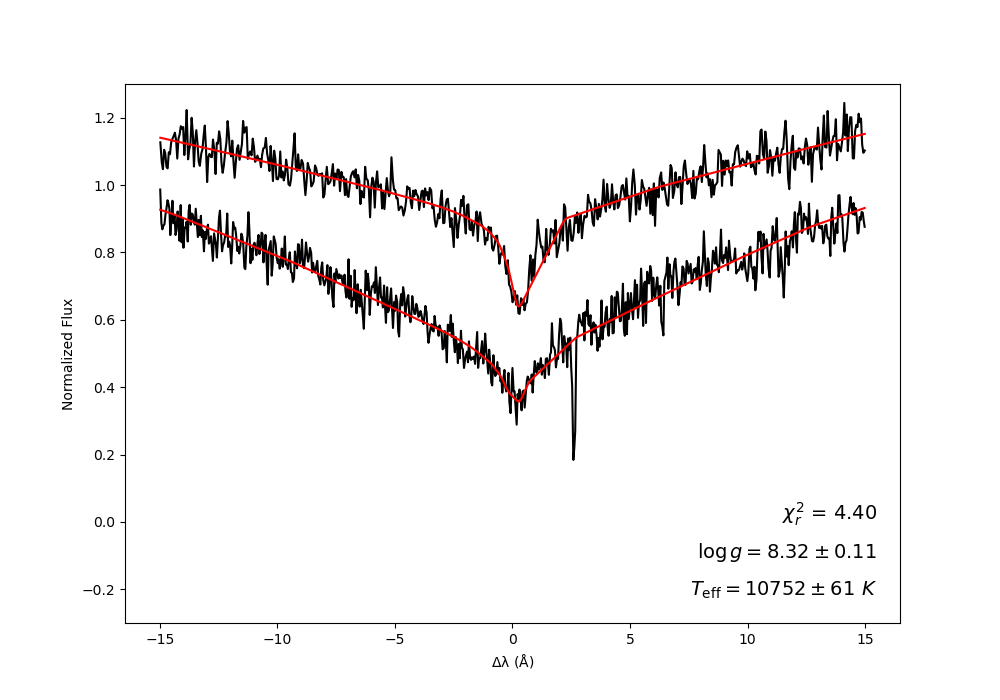 1.2
1.0
0.8
0.6
0.4
0.2
0.0
−0.2
Normalized Flux
χ²ᵣ = 4.40
log g = 8.32 ± 0.11
T_eff = 10752 ± 61 K
−15 −10 −5 0 5 10 15
Δλ (Å)